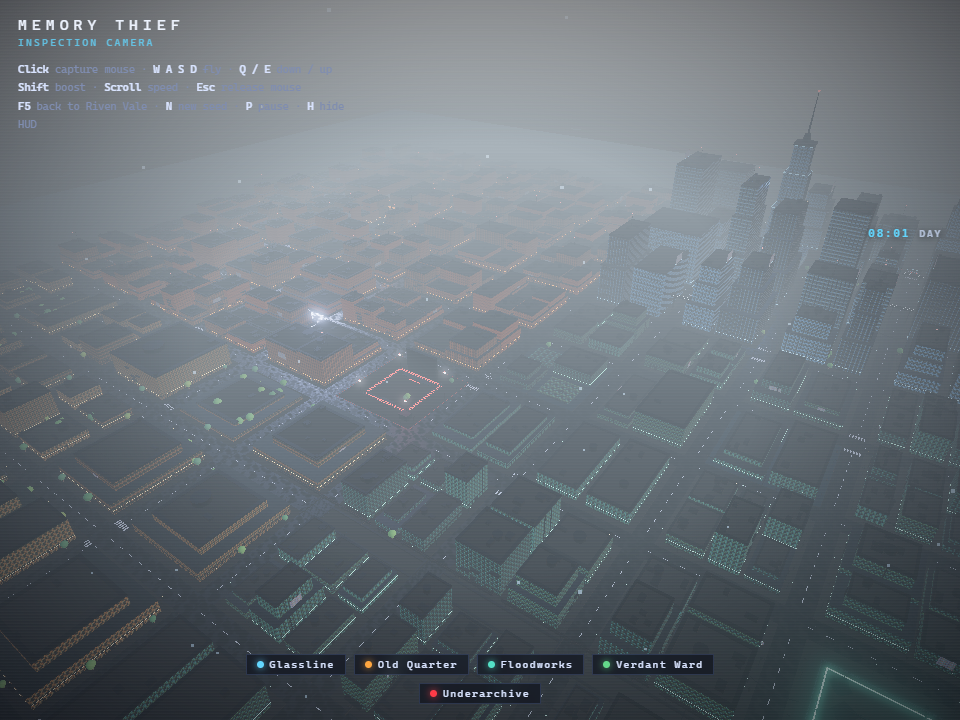 MEMORY THIEF
INSPECTION CAMERA
Click capture mouse · W A S D Q / E
Shift boost · Scroll speed · Esc
F5 back to Riven Vale · N P pause · H hide
HUD
08:01 DAY
Glassline Old Quarter Floodworks Verdant Ward
Underarchive